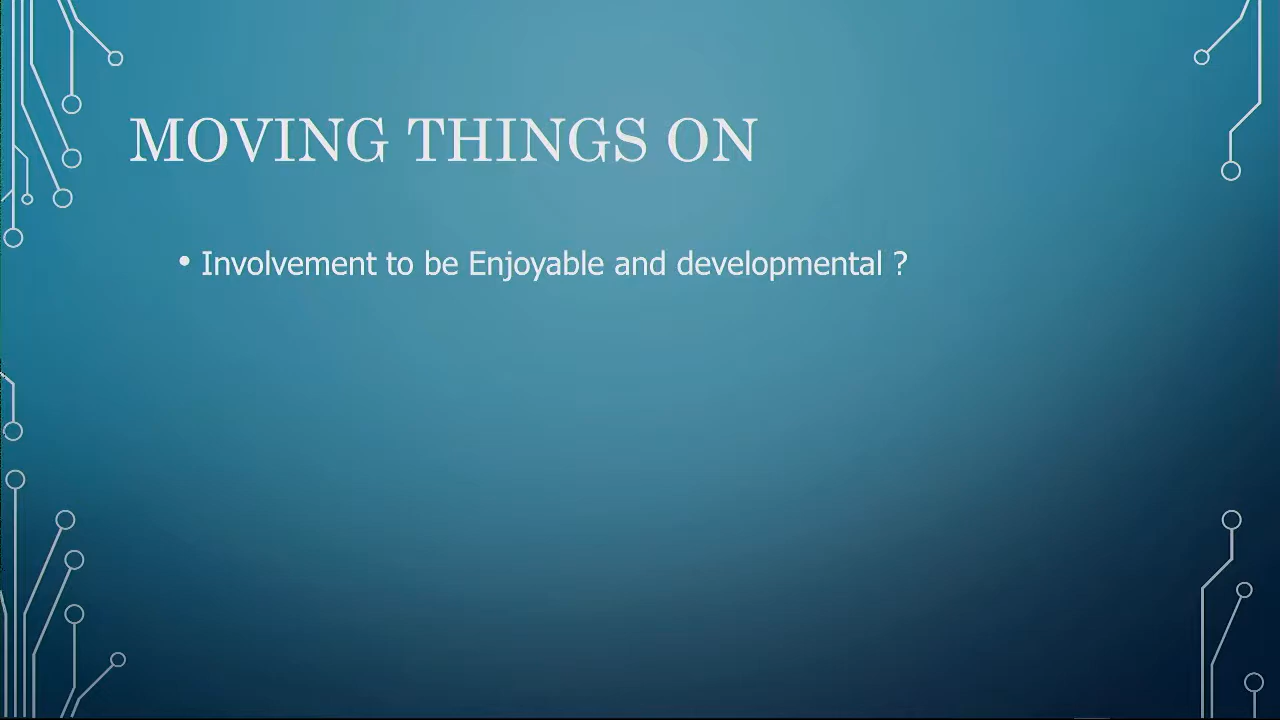 MOVING THINGS ON
• Involvement to be Enjoyable and developmental ?